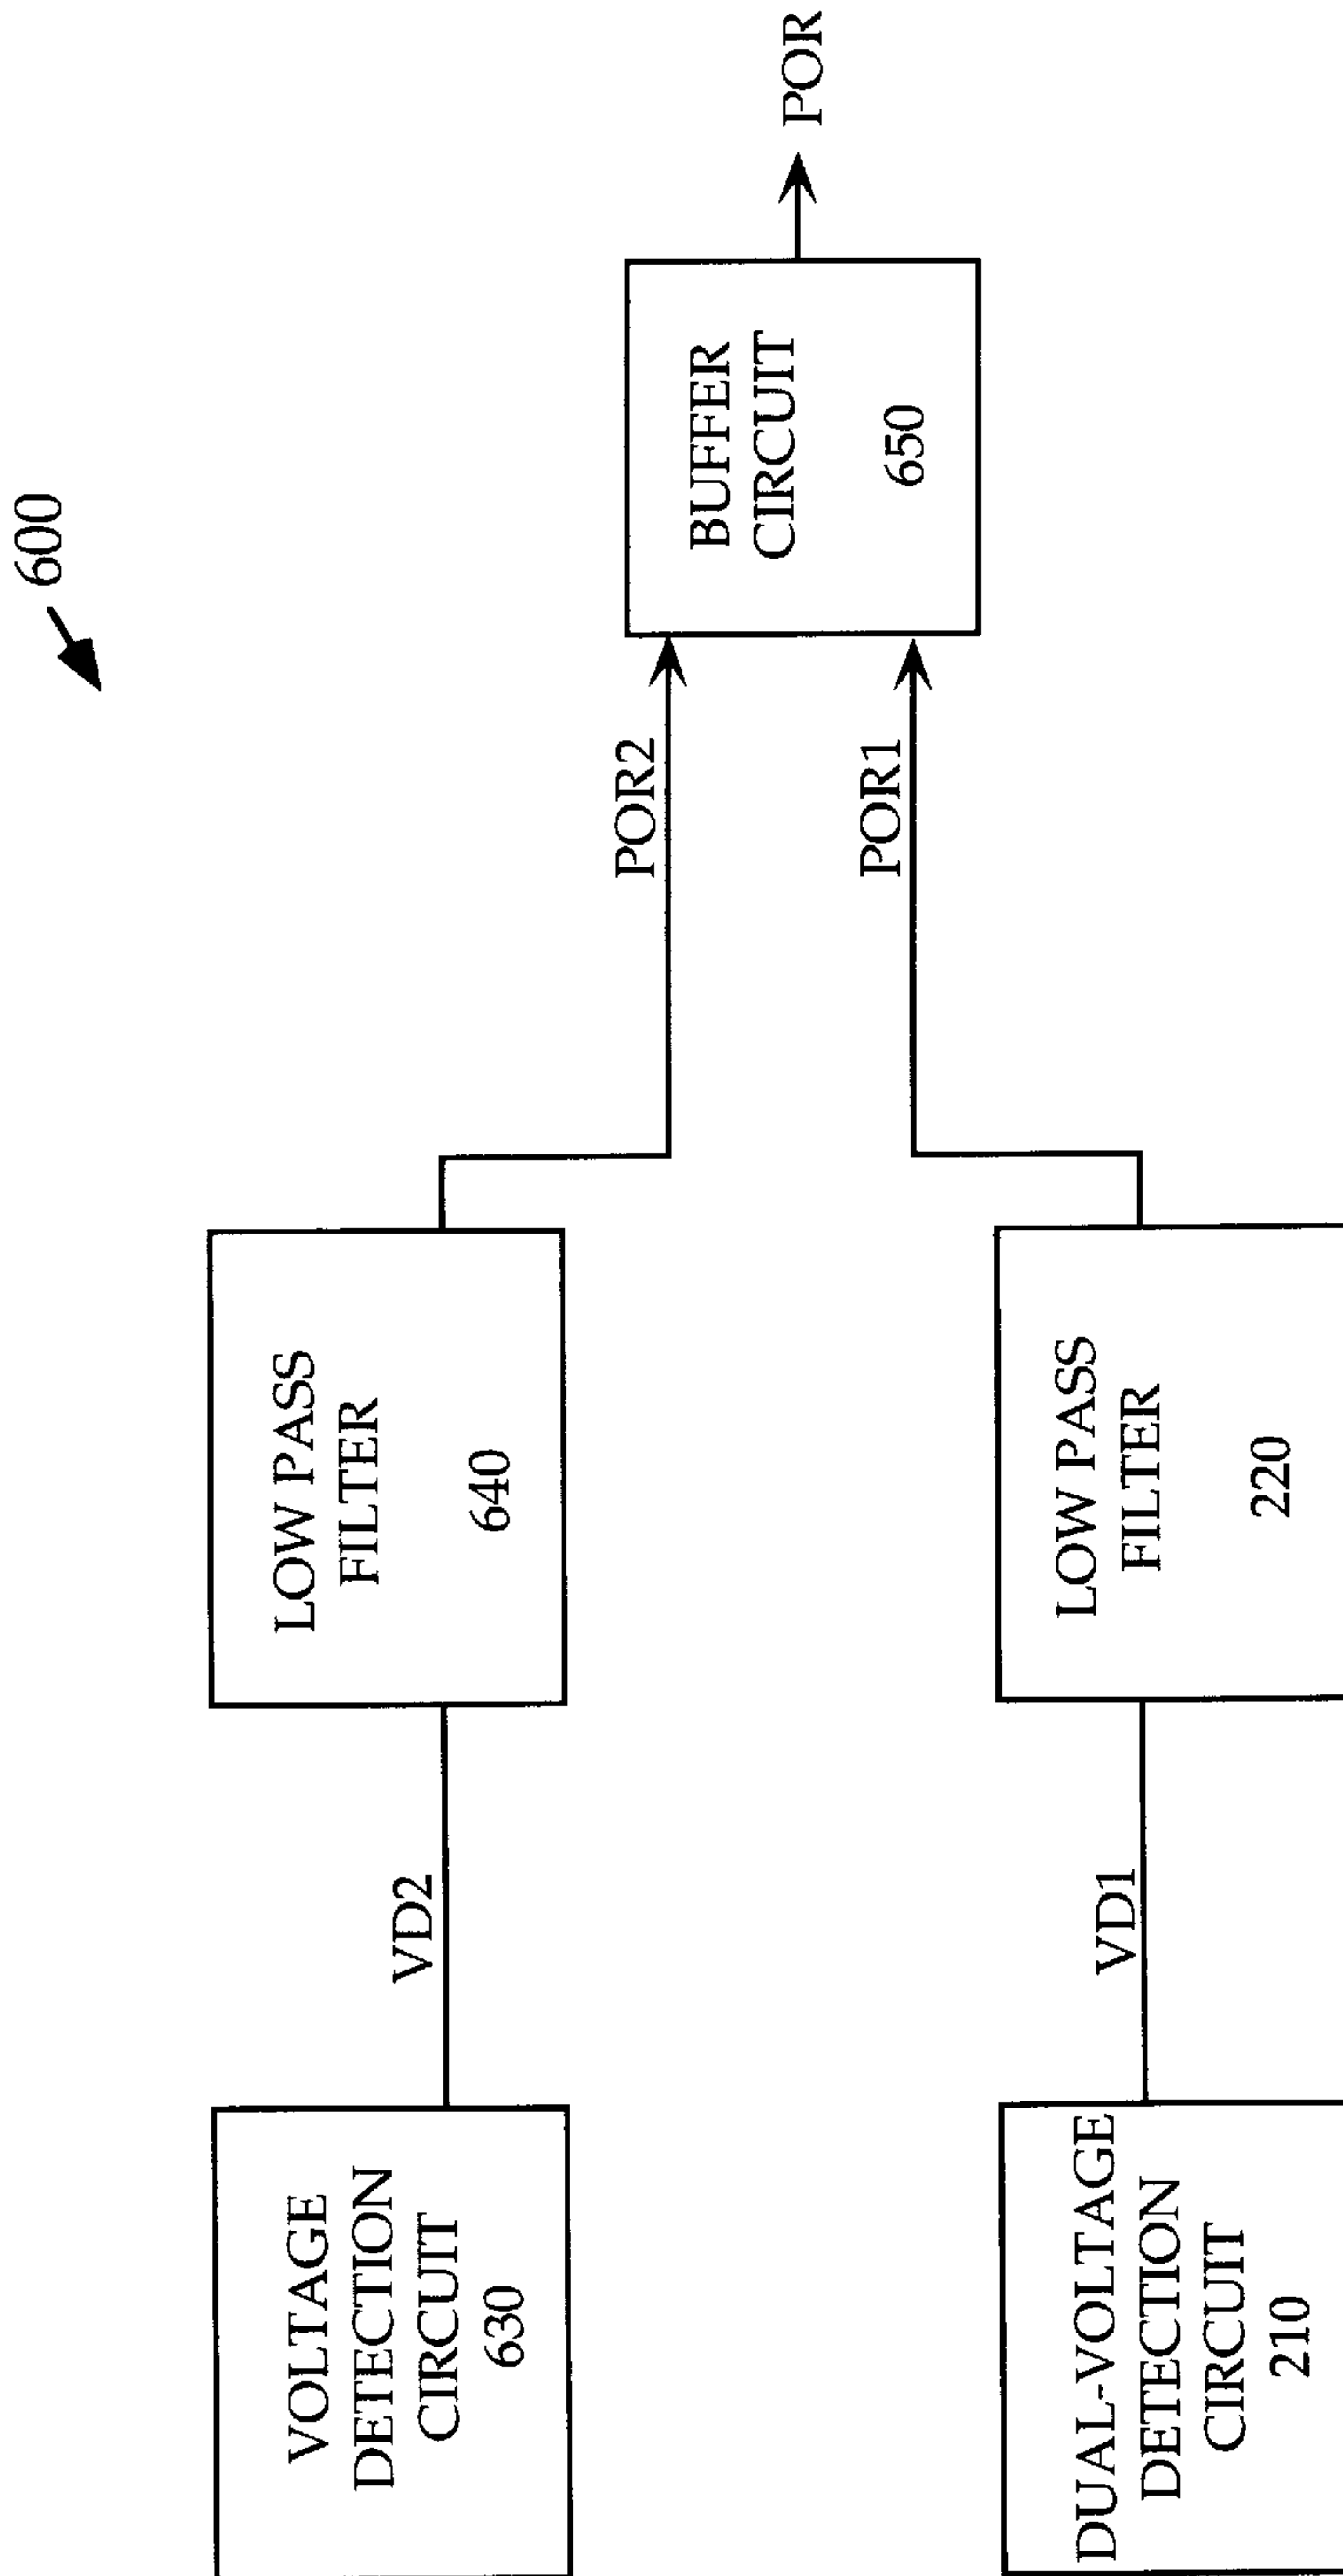 600
VOLTAGE
DETECTION
CIRCUIT
630
VD2
LOW PASS
FILTER
640
POR2
BUFFER
CIRCUIT
650
POR
DUAL-VOLTAGE
DETECTION
CIRCUIT
210
VD1
LOW PASS
FILTER
220
POR1